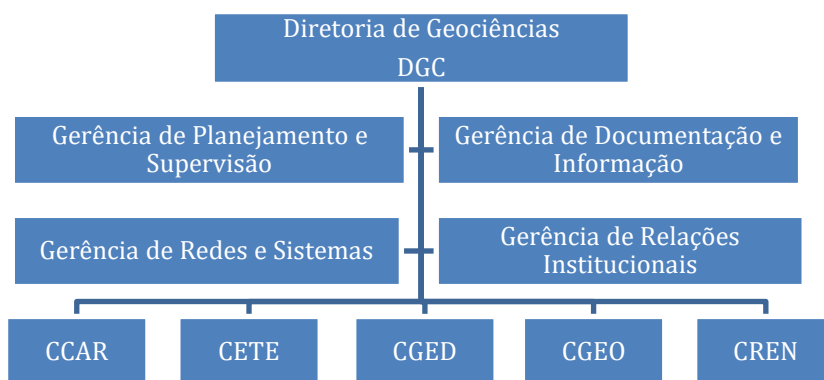 Diretoria de Geociências
DGC
Gerência de Planejamento e
Supervisão
Gerência de Documentação e
Informação
Gerência de Redes e Sistemas
Gerência de Relações
Institucionais
CCAR
CETE
CGED
CGEO
CREN